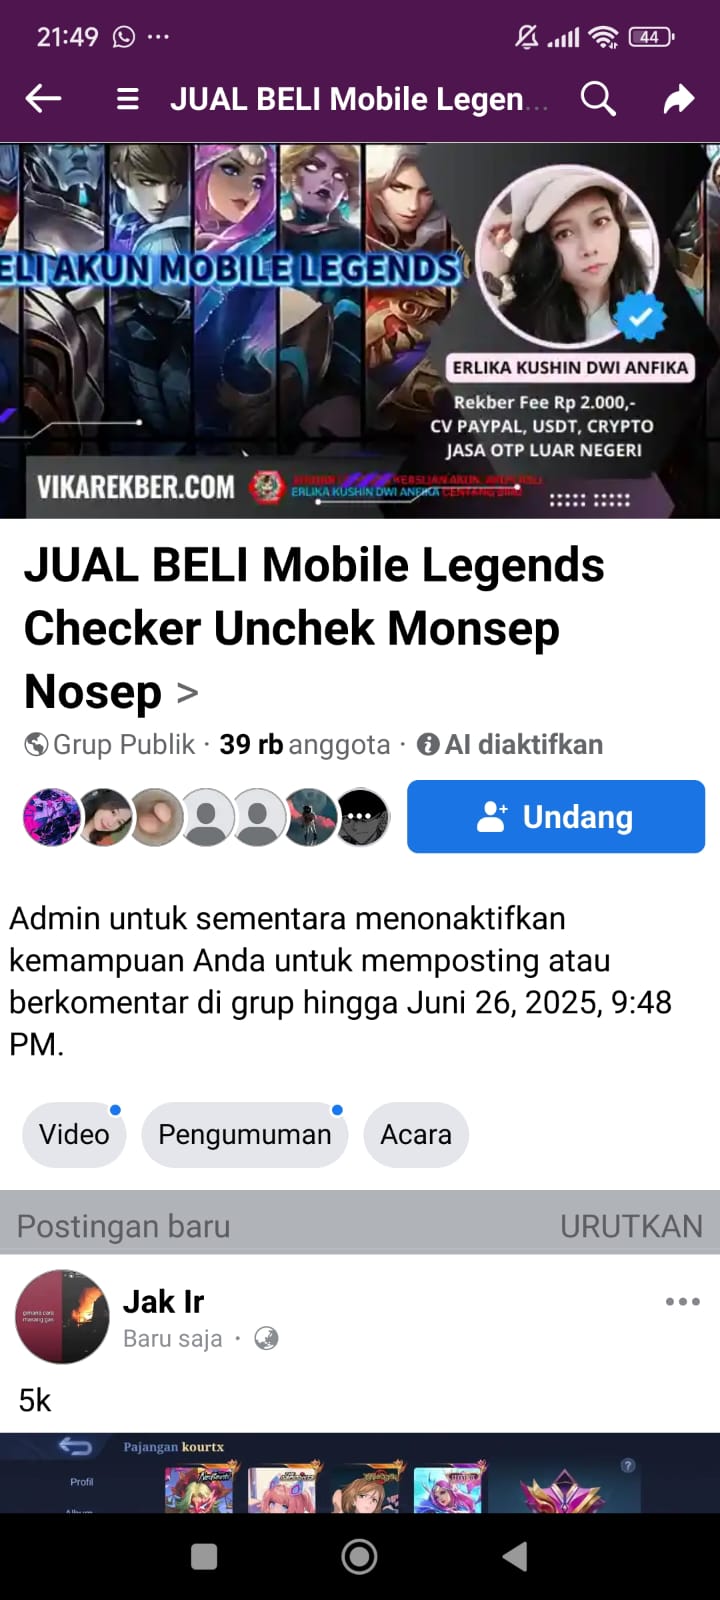 21:49
44
JUAL BELI Mobile Legen...
ELI AKUN MOBILE LEGENDS
ERLIKA KUSHIN DWI ANFIKA
Rekber Fee Rp 2.000,-
CV PAYPAL, USDT, CRYPTO
JASA OTP LUAR NEGERI
VIKAREKBER.COM
ERLIKA KUSHIN DWI ANFIKA CENTANG BIRU
JUAL BELI Mobile Legends
Checker Unchek Monsep
Nosep >
Grup Publik · 39 rb anggota · AI diaktifkan
Undang
Admin untuk sementara menonaktifkan
kemampuan Anda untuk memposting atau
berkomentar di grup hingga Juni 26, 2025, 9:48
PM.
Video
Pengumuman
Acara
Postingan baru
URUTKAN
Jak Ir
Baru saja ·
5k
Pajangan kourtx
Profil